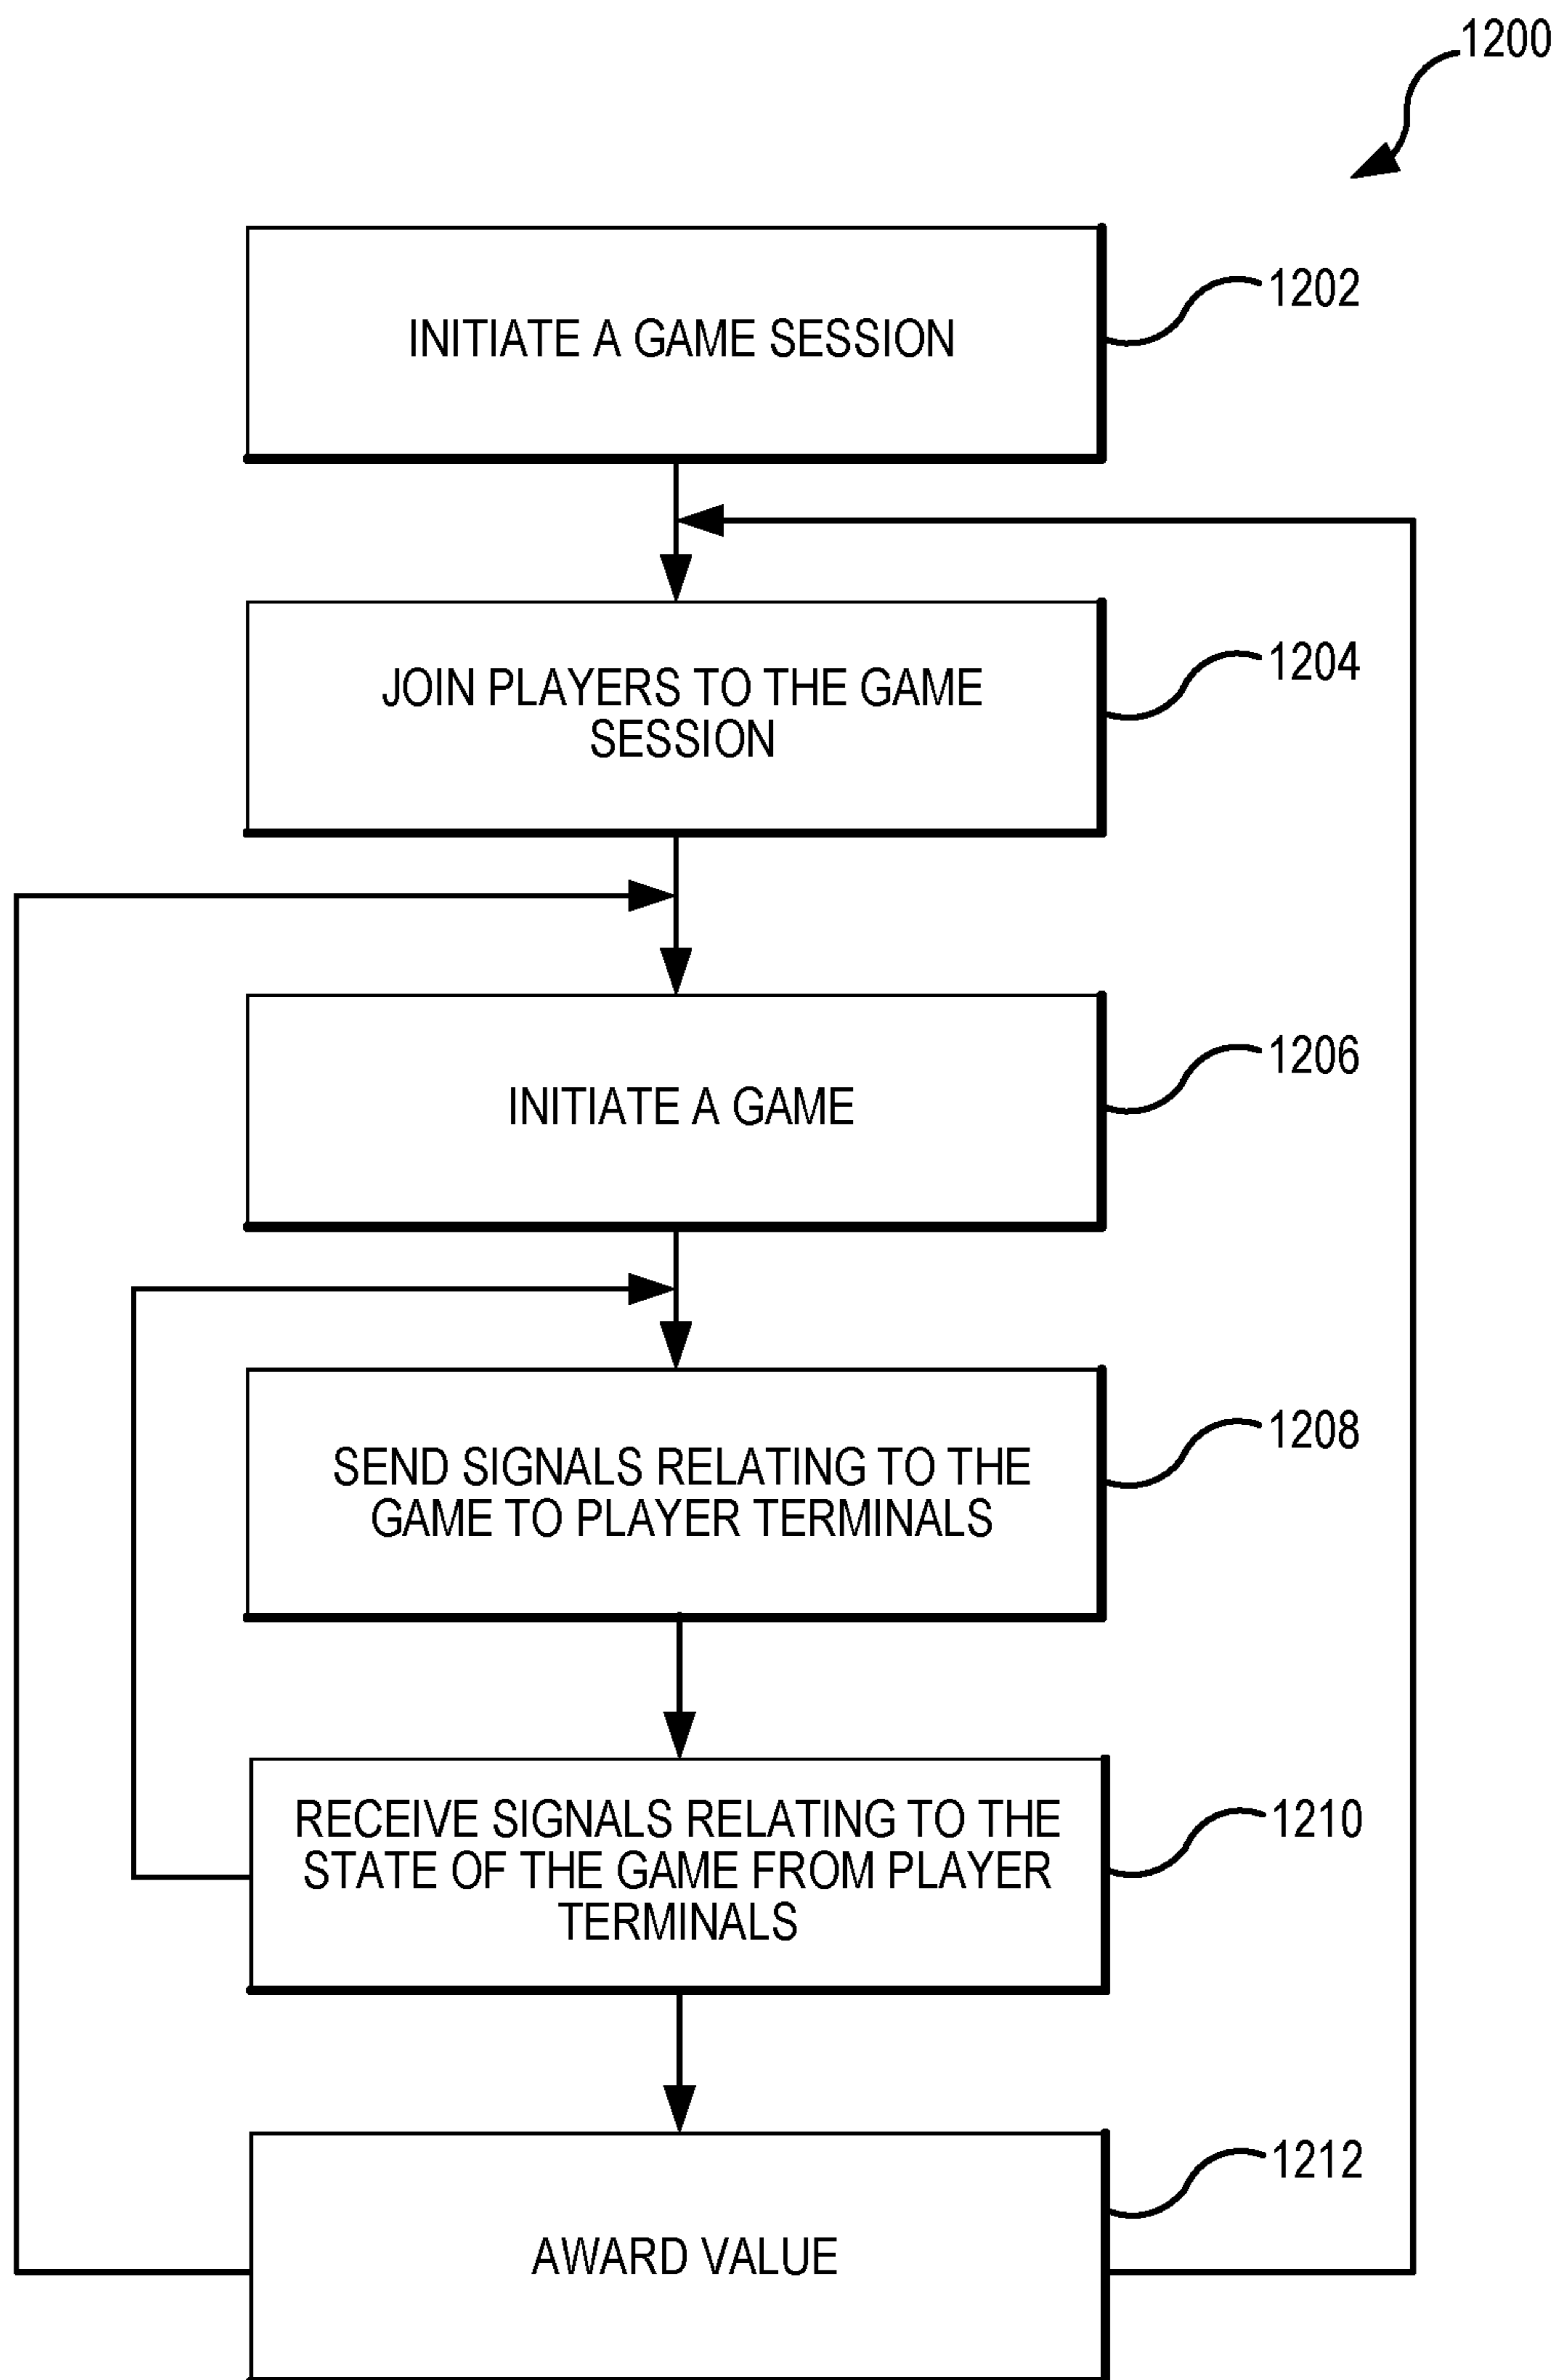 1200
INITIATE A GAME SESSION
1202
JOIN PLAYERS TO THE GAME
SESSION
1204
INITIATE A GAME
1206
SEND SIGNALS RELATING TO THE
GAME TO PLAYER TERMINALS
1208
RECEIVE SIGNALS RELATING TO THE
STATE OF THE GAME FROM PLAYER
TERMINALS
1210
AWARD VALUE
1212